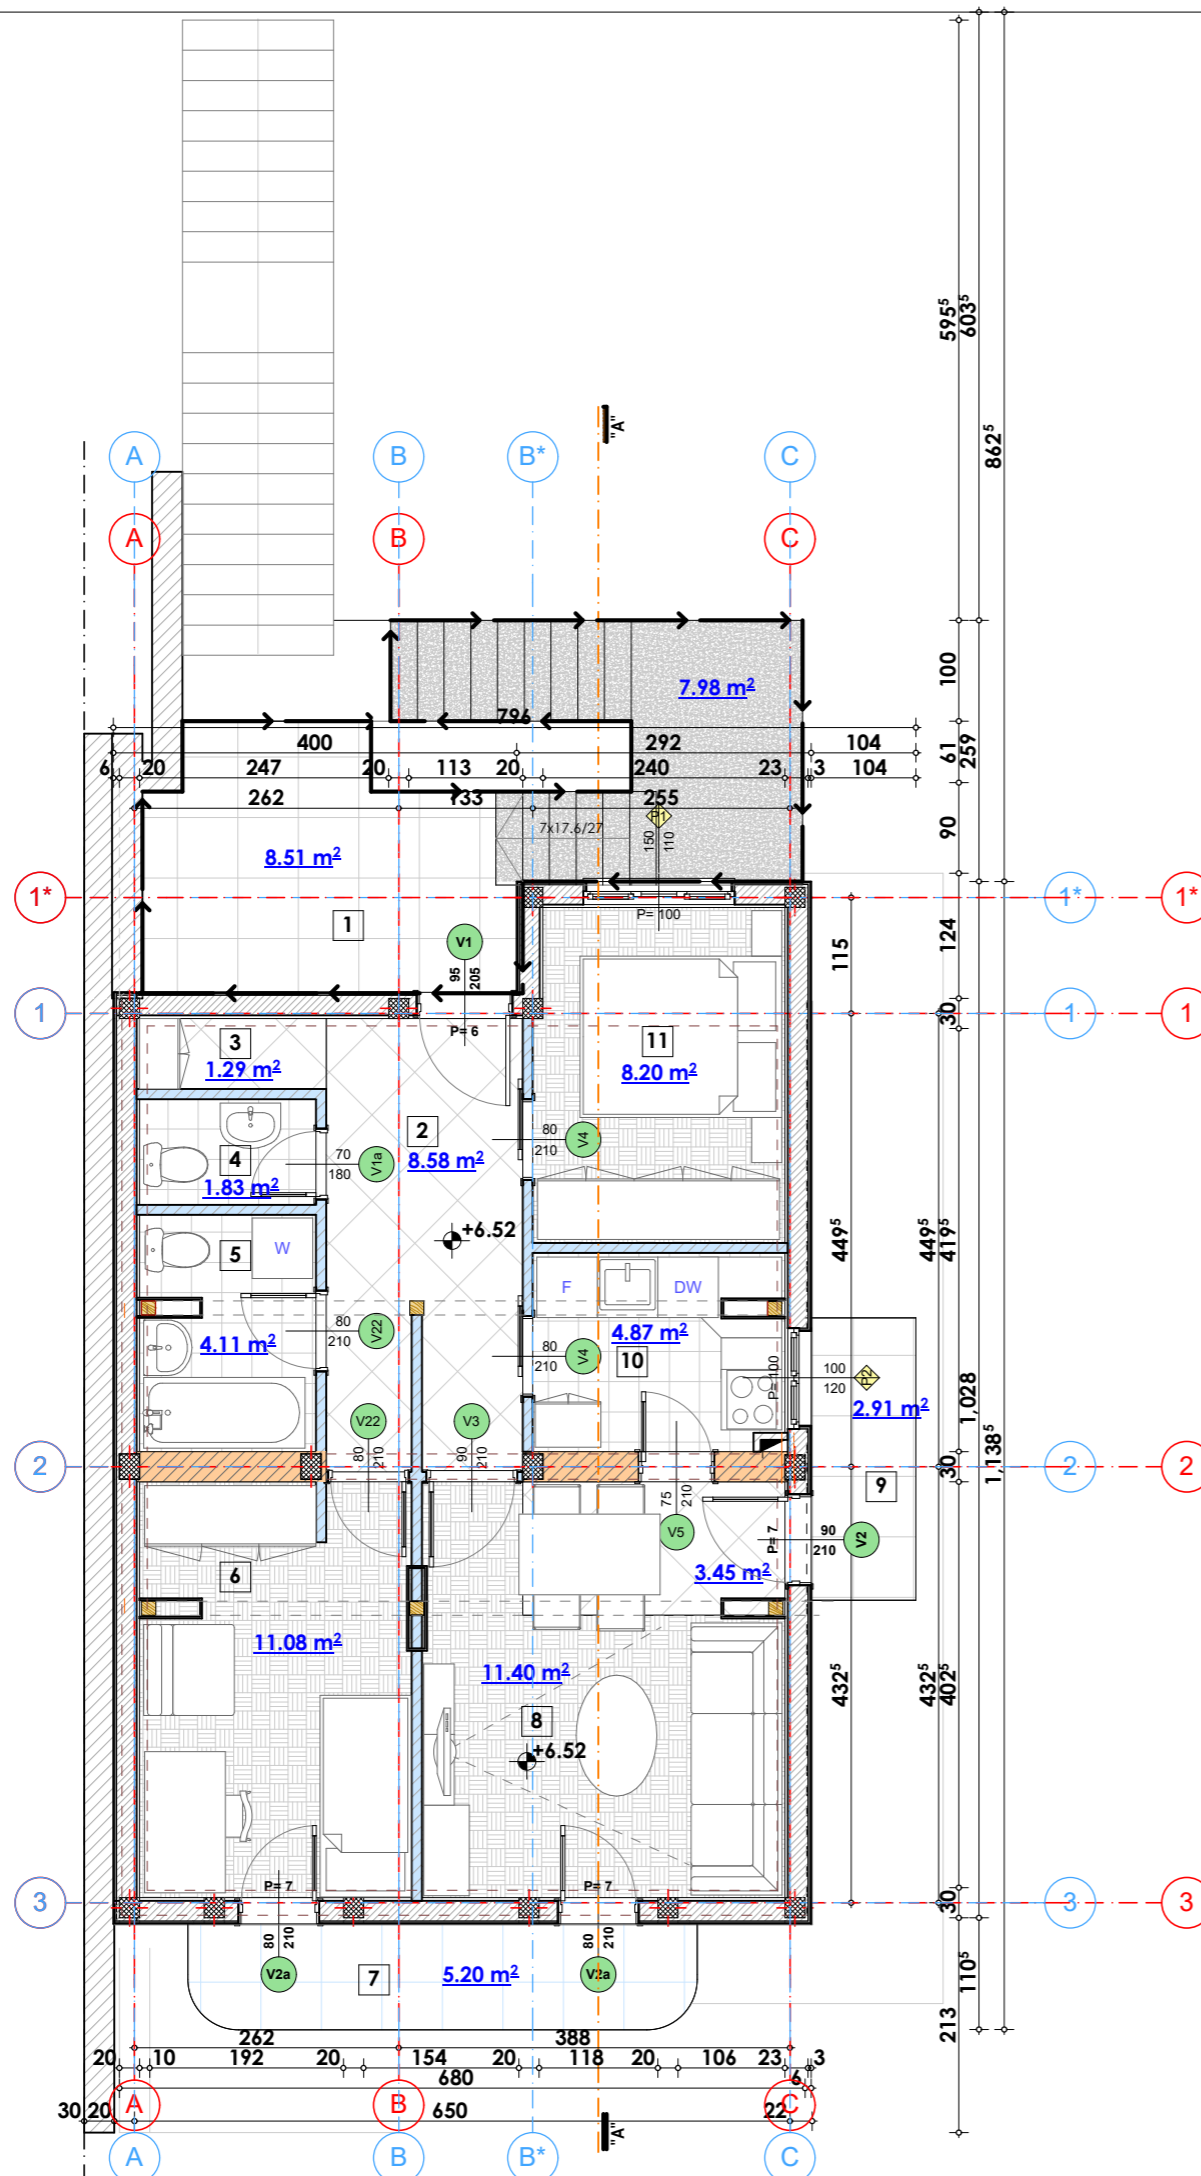 595⁵
603⁵
862⁵
"A"
A
B
B*
C
A
B
C
7.98 m²
100
796
400
292
104
61
259
6
20
247
20
113
20
240
23
3
104
262
133
255
90
7x17.6/27
P1
150
110
8.51 m²
1*
1*
1*
P= 100
1
V1
95
205
115
124
1
30
1
1
P= 6
3
1.29 m²
11
8.20 m²
2
8.58 m²
80
210
V4
4
1.83 m²
70
180
V1a
+6.52
449⁵
449⁵
419⁵
5
W
F
DW
4.11 m²
80
210
V22
4.87 m²
10
80
210
V4
P=100
100
120
P2
2.91 m²
1,028
1,138⁵
V22
V3
80
210
90
210
2
30
2
2
9
75
210
V5
P= 7
90
210
V2
6
3.45 m²
11.08 m²
11.40 m²
8
+6.52
432⁵
432⁵
402⁵
P= 7
P= 7
3
30
3
3
80
210
80
210
V2a
7
5.20 m²
V2a
110⁵
213
262
388
20
10
192
20
154
20
118
20
106
23
3
680
6
30
20
A
B
650
22
C
"A"
A
B
B*
C